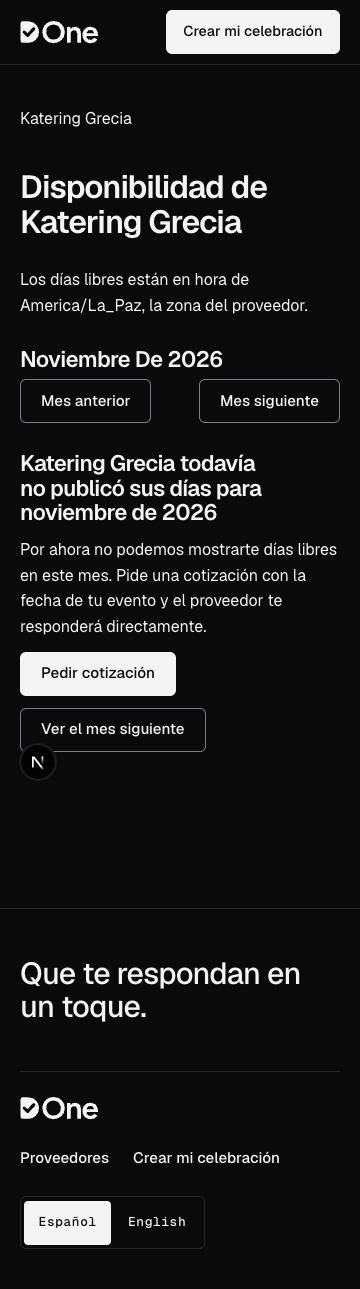 One
Crear mi celebración
Katering Grecia
Disponibilidad de
Katering Grecia
Los días libres están en hora de
America/La_Paz, la zona del proveedor.
Noviembre De 2026
Mes anterior
Mes siguiente
Katering Grecia todavía
no publicó sus días para
noviembre de 2026
Por ahora no podemos mostrarte días libres
en este mes. Pide una cotización con la
fecha de tu evento y el proveedor te
responderá directamente.
Pedir cotización
Ver el mes siguiente
N
Que te respondan en
un toque.
One
Proveedores
Crear mi celebración
Español
English